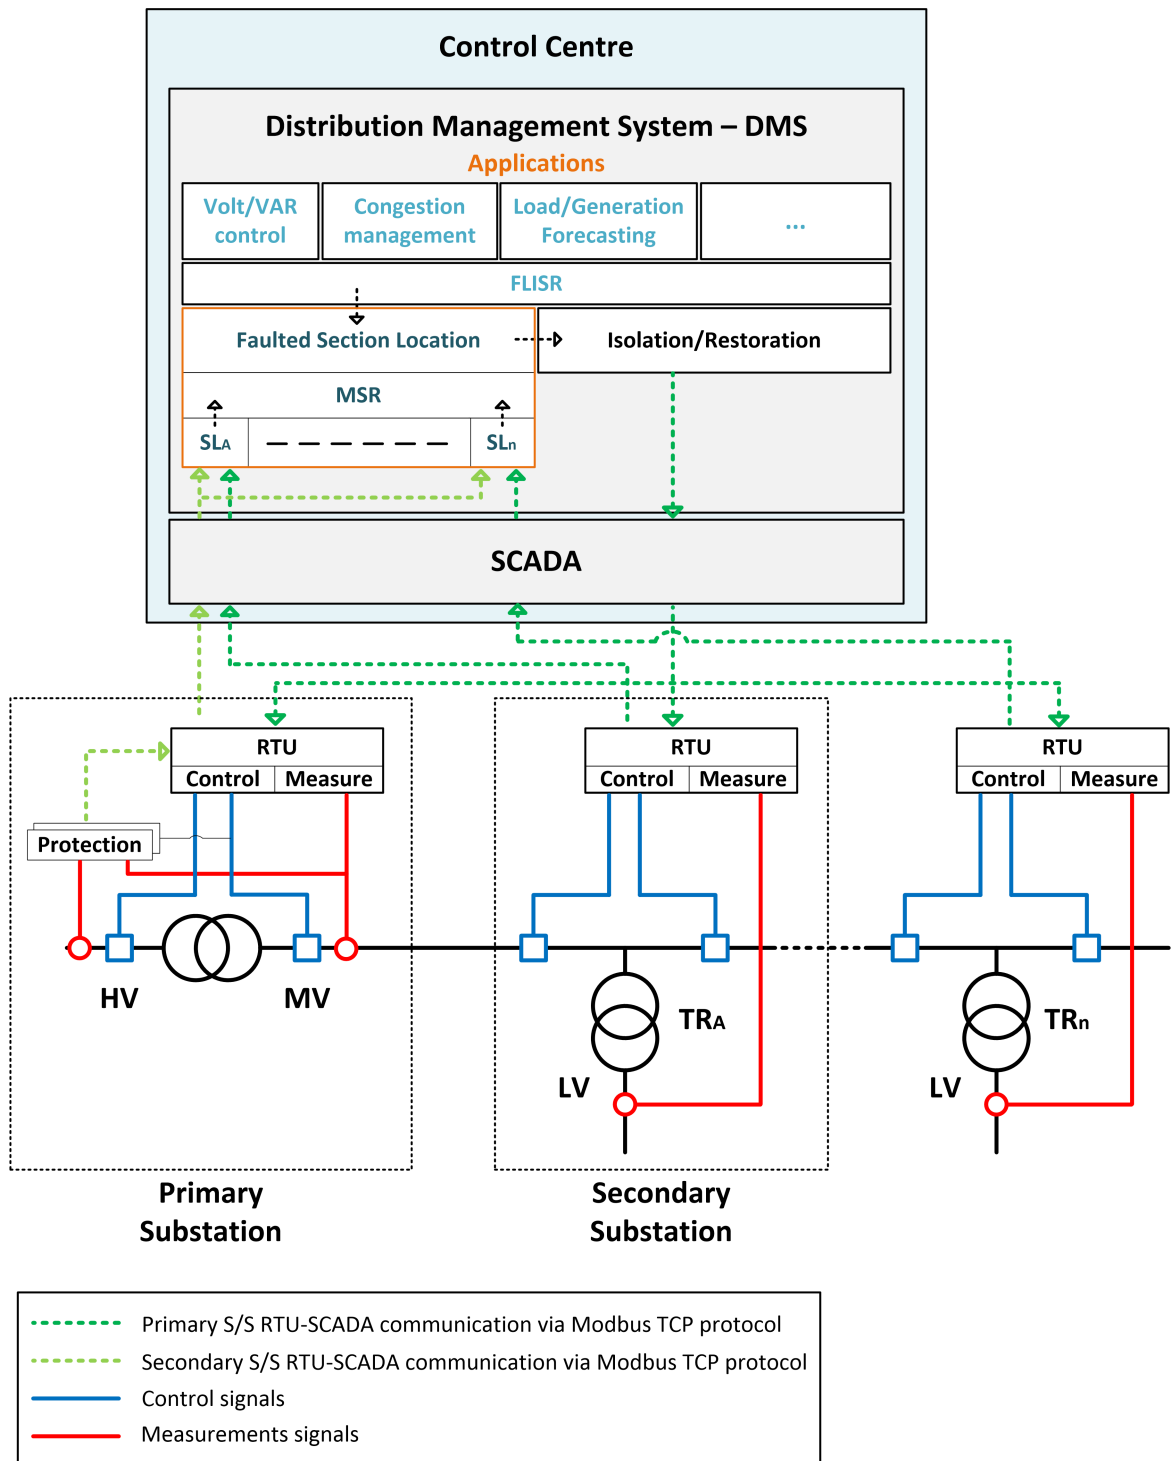 Control Centre
Distribution Management System – DMS
Applications
Volt/VAR
control
Congestion
management
Load/Generation
Forecasting
...
FLISR
Faulted Section Location
Isolation/Restoration
MSR
SLA
SLn
SCADA
RTU
Control
Measure
RTU
Control
Measure
RTU
Control
Measure
Protection
HV
MV
TRA
TRn
LV
LV
Primary
Substation
Secondary
Substation
Primary S/S RTU-SCADA communication via Modbus TCP protocol
Secondary S/S RTU-SCADA communication via Modbus TCP protocol
Control signals
Measurements signals